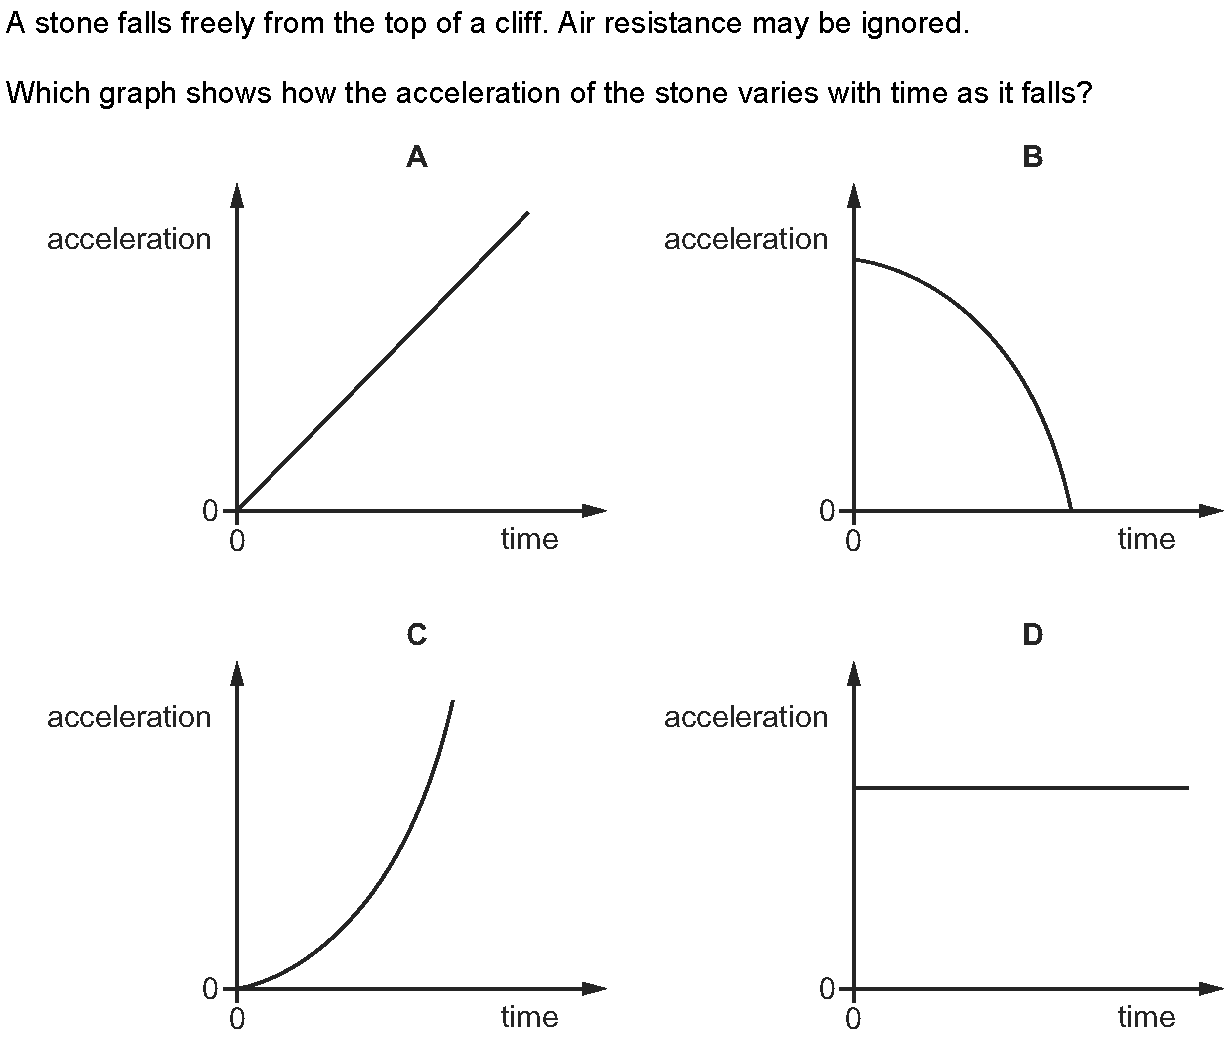 A stone falls freely from the top of a cliff. Air resistance may be ignored.
Which graph shows how the acceleration of the stone varies with time as it falls?
A
acceleration
0
0
time
B
acceleration
0
0
time
C
acceleration
0
0
time
D
acceleration
0
0
time